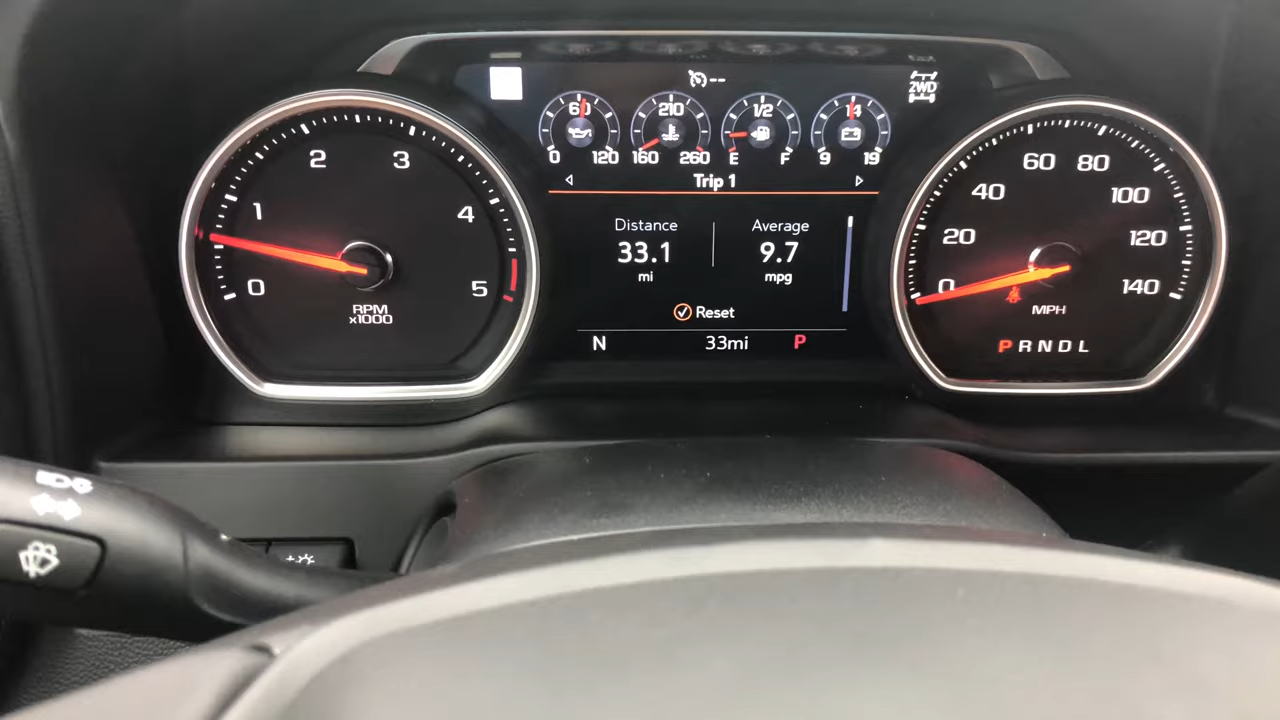 2WD
60 210 1/2 14
0 120 160 260 E F 9 19
Trip 1
Distance Average
33.1 9.7
mi mpg
Reset
N 33mi P
0 1 2 3 4 5
RPM
x1000
0 20 40 60 80 100 120 140
MPH
PRNDL